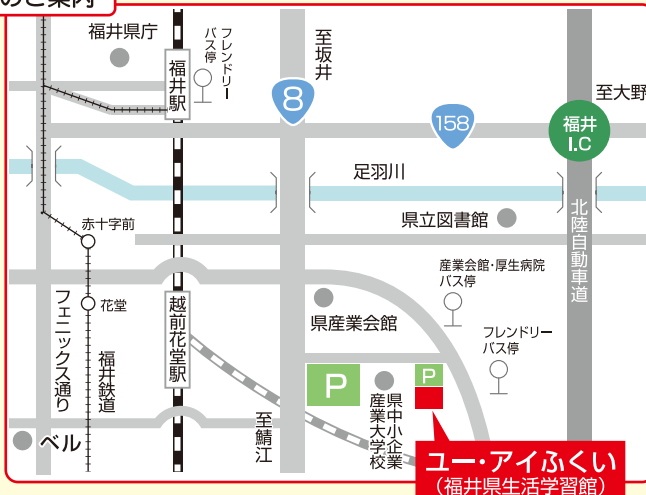 のご案内
福井県庁
フレンドリー
バス停
福井駅
8
至坂井
158
至大野
福井
I.C
足羽川
県立図書館
北陸自動車道
赤十字前
産業会館・厚生病院
バス停
花堂
フェニックス通り
福井鉄道
越前花堂駅
県産業会館
フレンドリー
バス停
P
P
県中小企業
産業大学校
至鯖江
ベル
ユー・アイふくい
(福井県生活学習館)